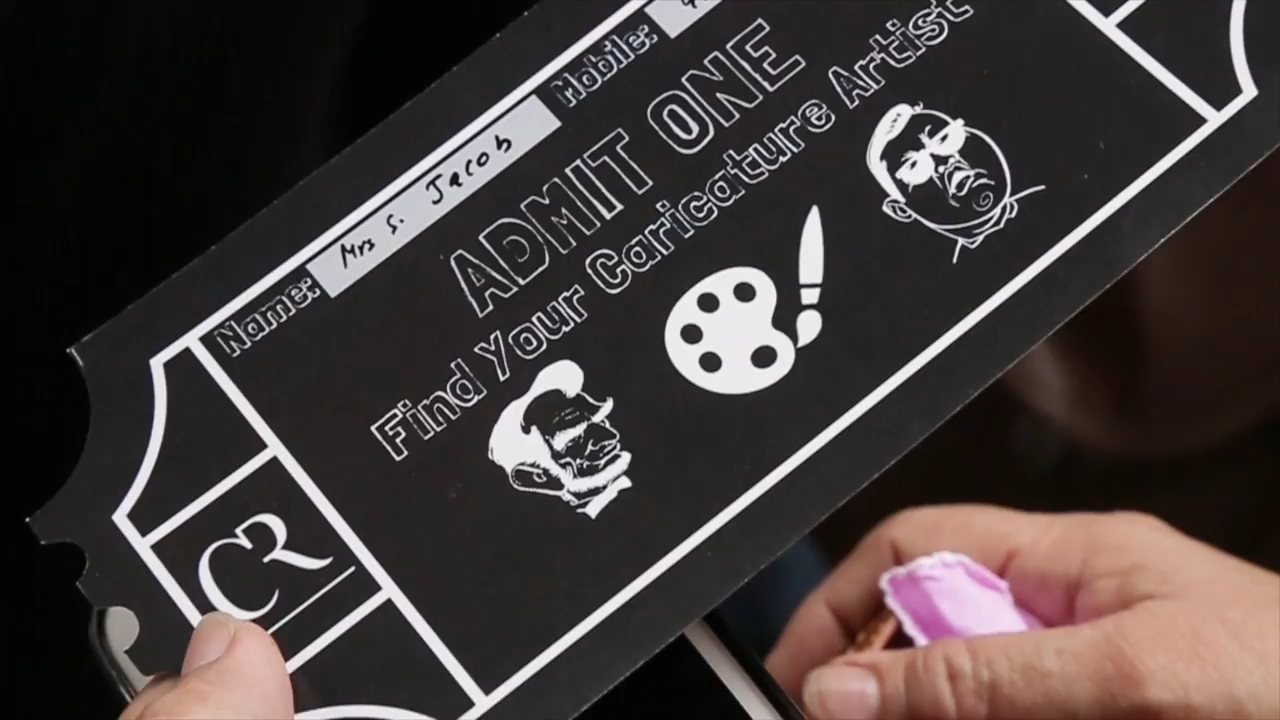 Name: Mrs S. Jacob Mobile:
ADMIT ONE
Find Your Caricature Artist
CR